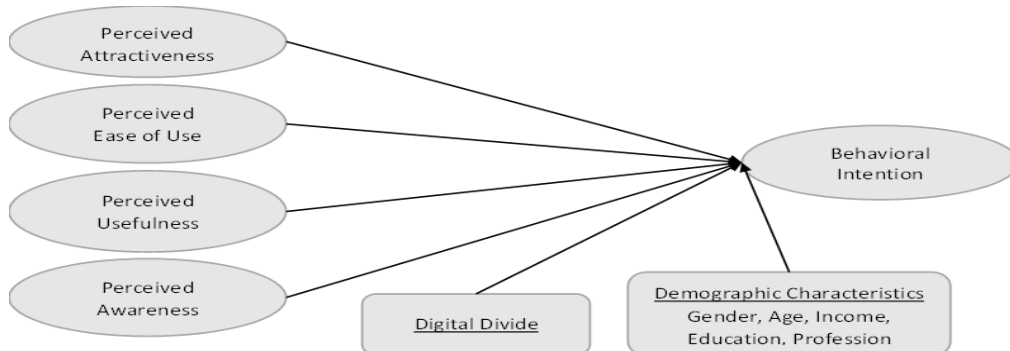 Perceived
Attractiveness
Perceived
Ease of Use
Perceived
Usefulness
Perceived
Awareness
Behavioral
Intention
Digital Divide
Demographic Characteristics
Gender, Age, Income,
Education, Profession